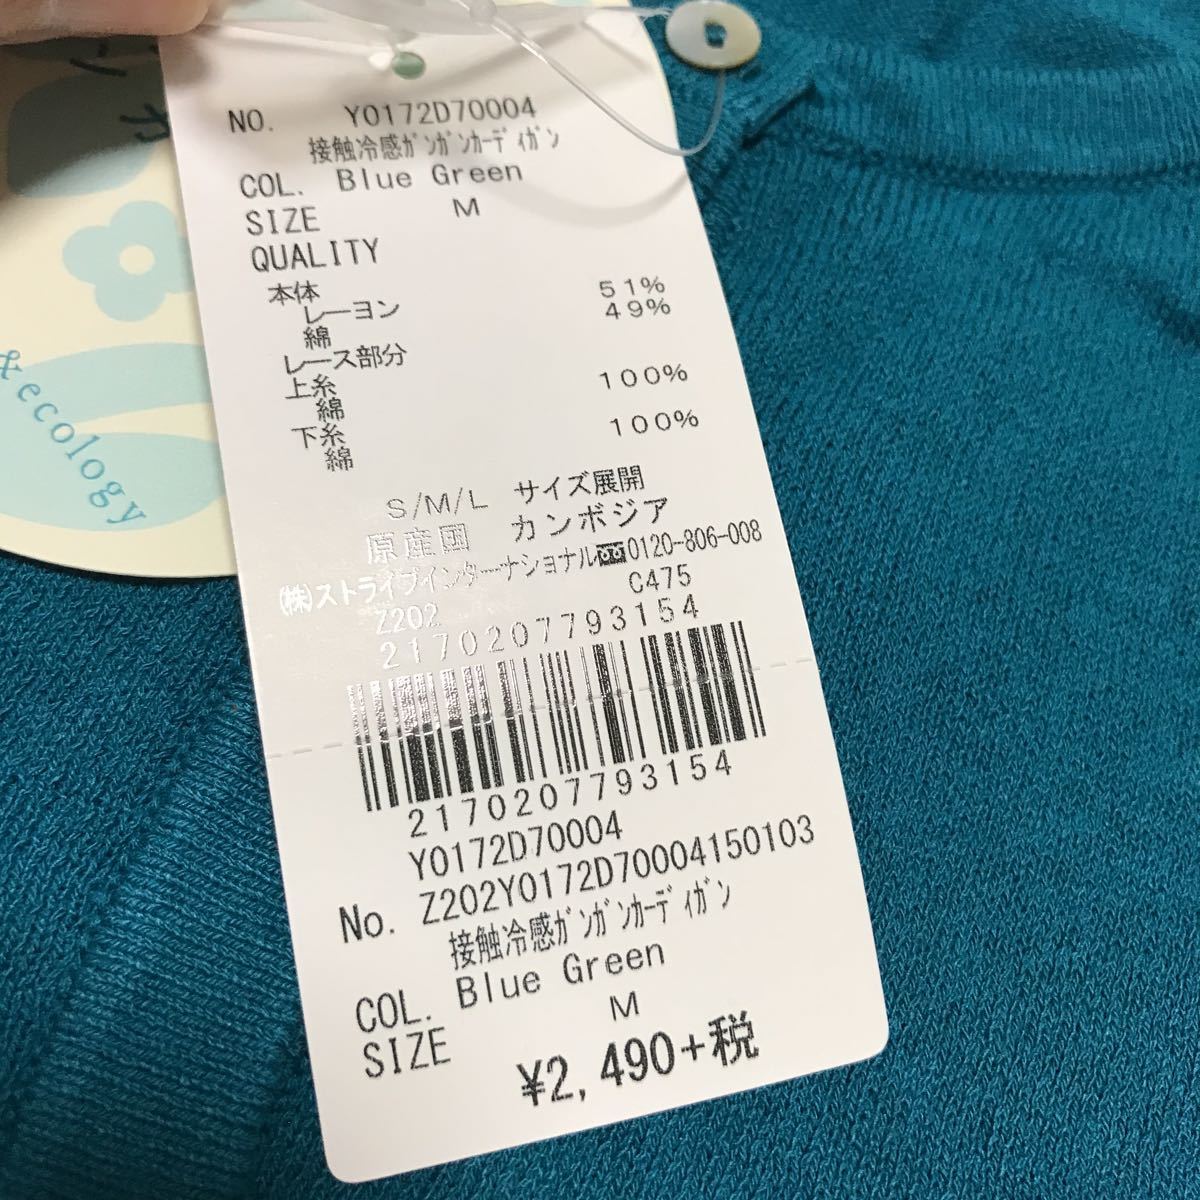 ンカ
&ecology
NO. Y0172D70004
接触冷感ｶﾞﾝｶﾞﾝｶｰﾃﾞｨｶﾞﾝ
COL. Blue Green
SIZE M
QUALITY
本体
レーヨン 51%
綿 49%
レース部分
上糸
綿 100%
下糸
綿 100%
S/M/L サイズ展開
原産国 カンボジア
㈱ストライプインターナショナル 0120-806-008
Z202 C475
2170207793154
2170207793154
Y0172D70004
No. Z202Y0172D70004150103
接触冷感ｶﾞﾝｶﾞﾝｶｰﾃﾞｨｶﾞﾝ
COL. Blue Green
SIZE M
¥2,490+税